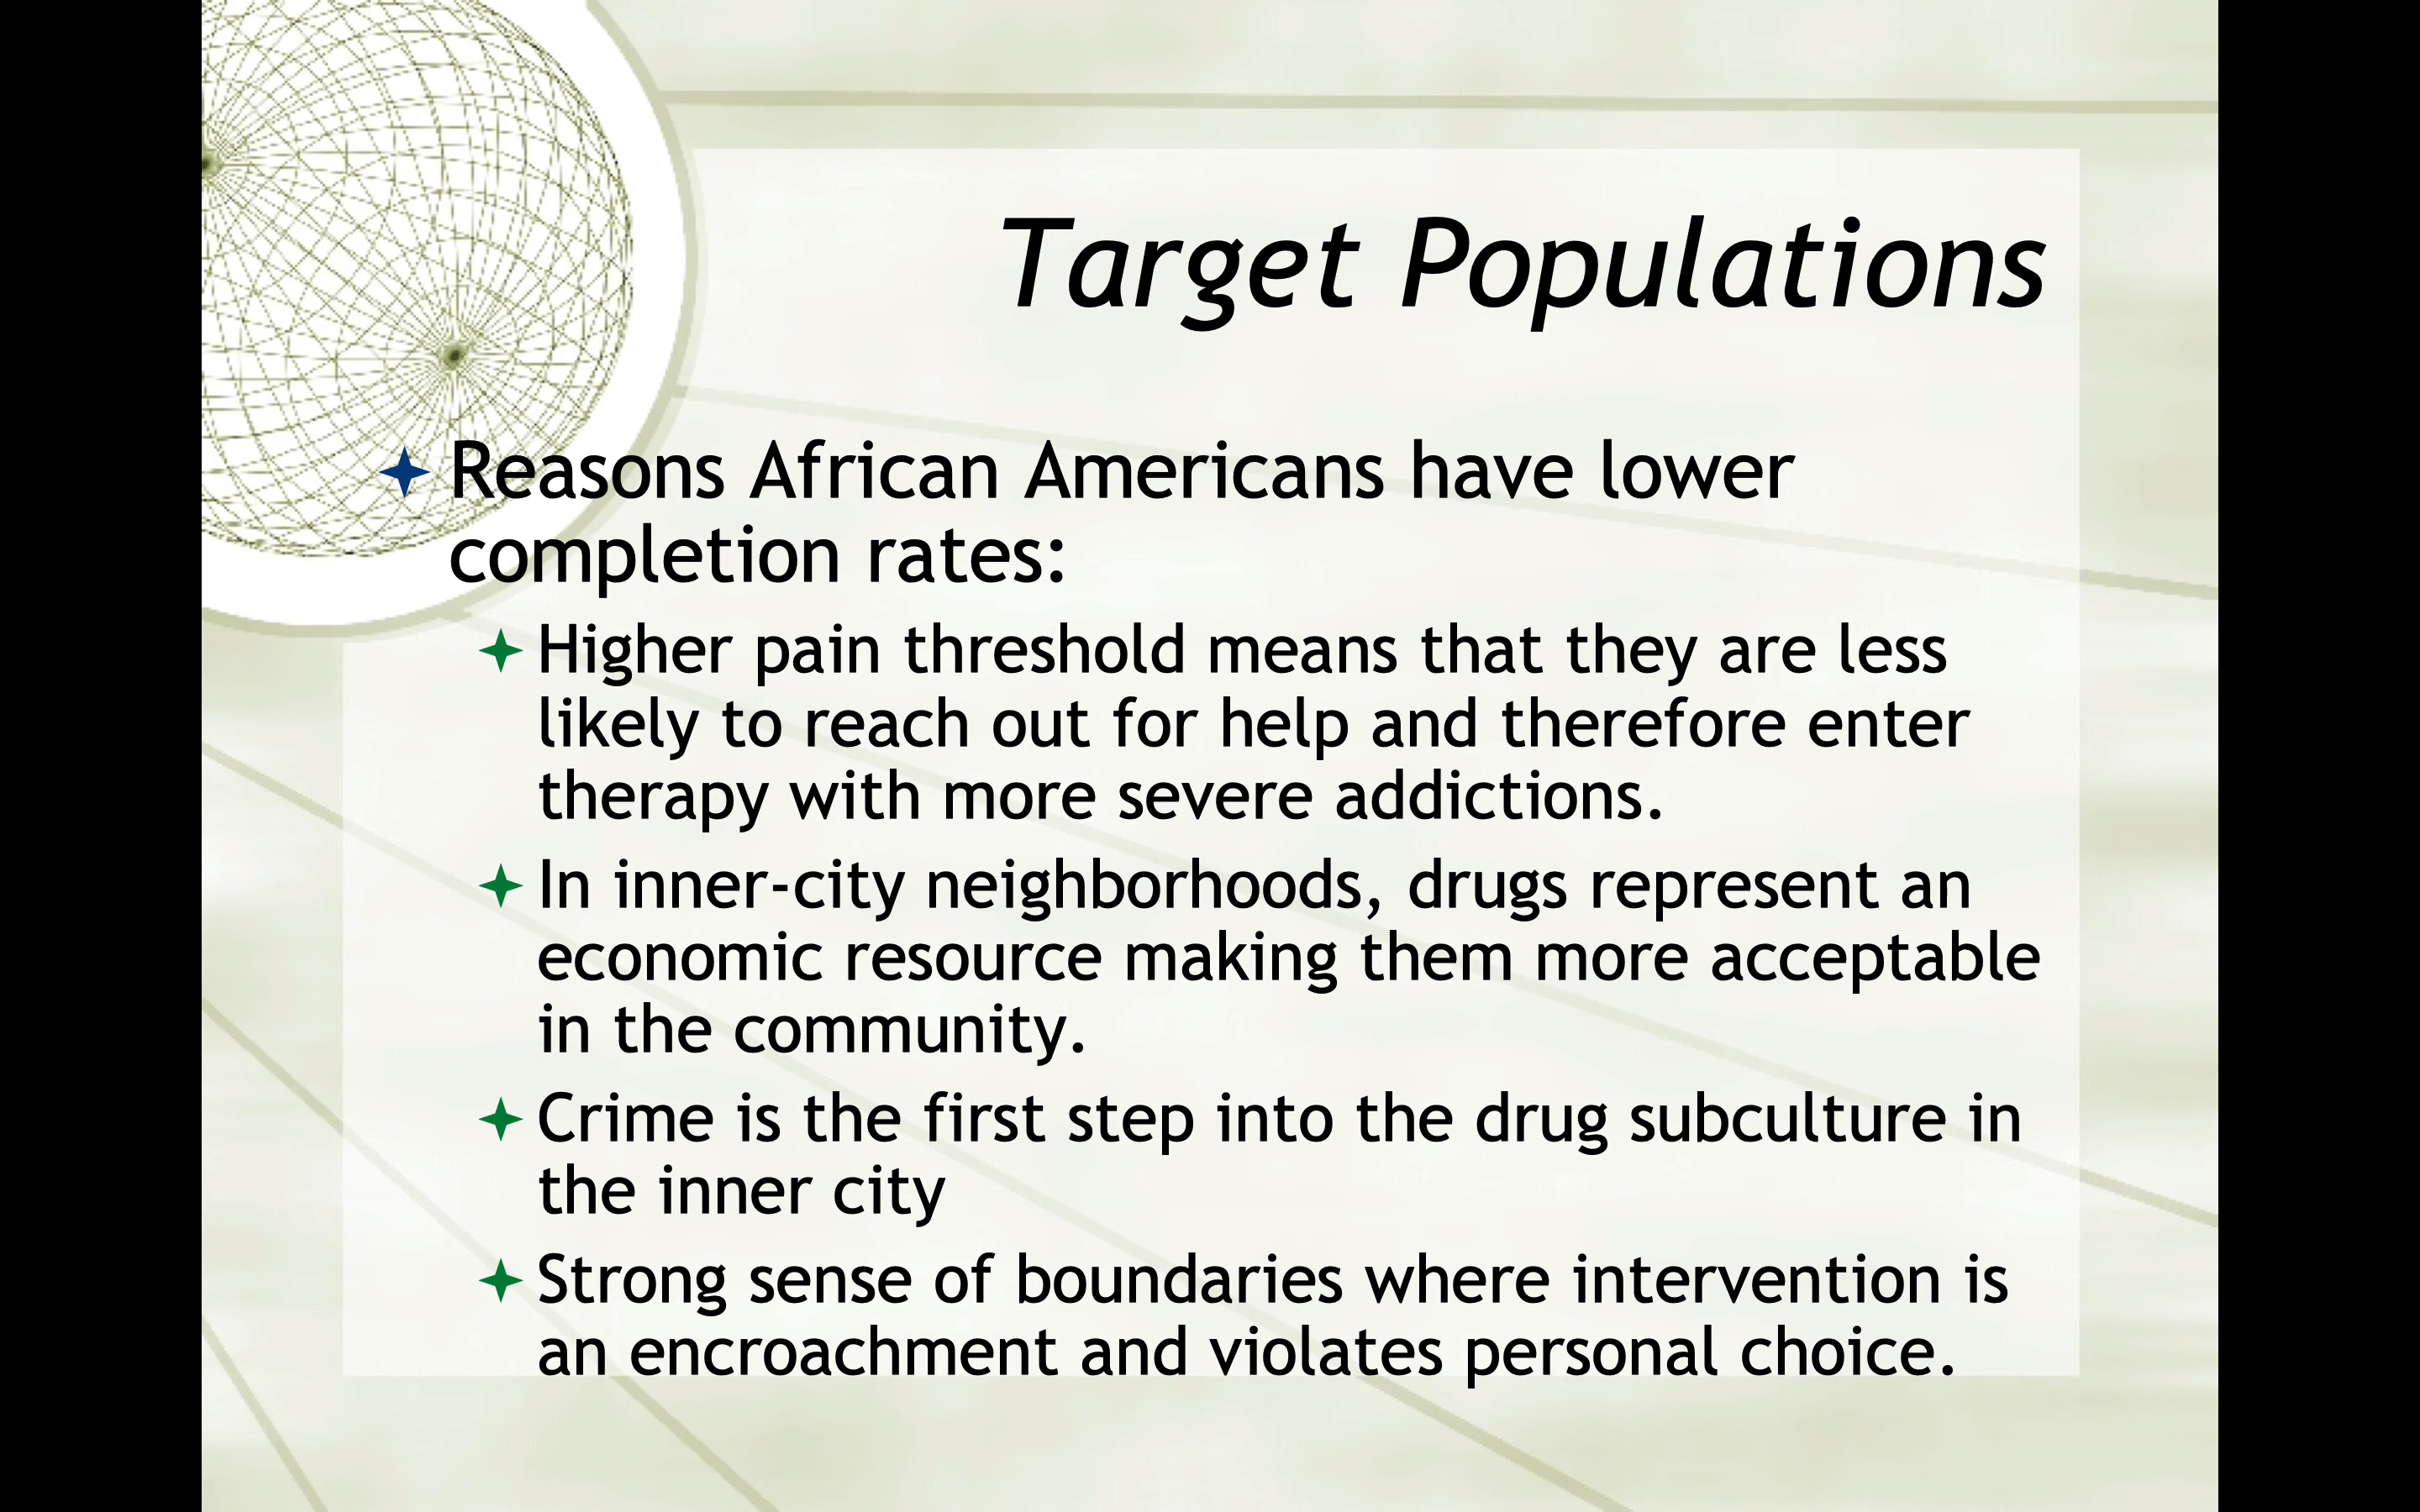 Target Populations
Reasons African Americans have lower
completion rates:
Higher pain threshold means that they are less
likely to reach out for help and therefore enter
therapy with more severe addictions.
In inner-city neighborhoods, drugs represent an
economic resource making them more acceptable
in the community.
Crime is the first step into the drug subculture in
the inner city
Strong sense of boundaries where intervention is
an encroachment and violates personal choice.